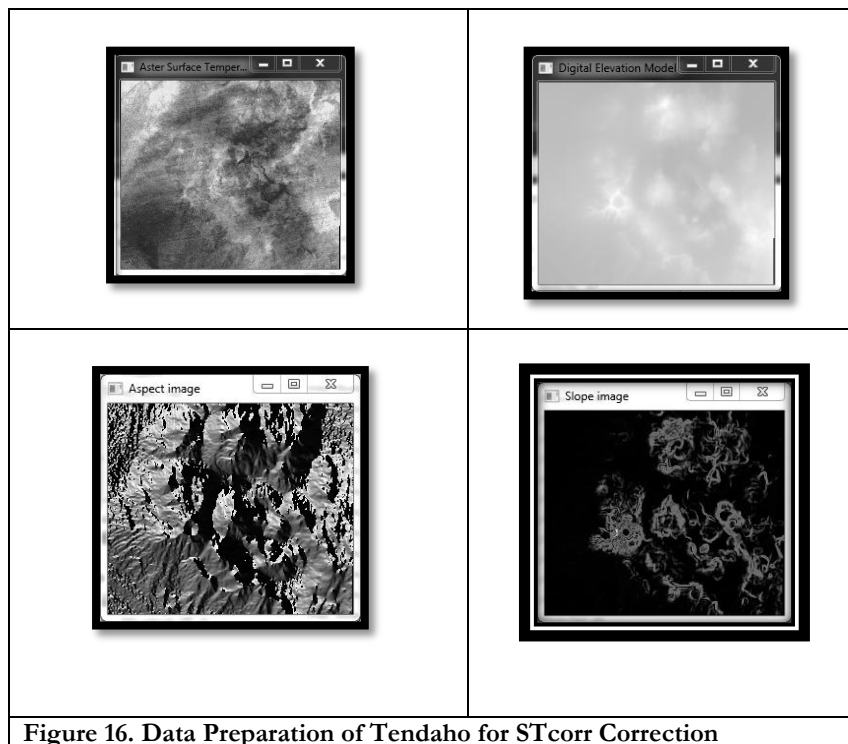 Aster Surface Temper...
Digital Elevation Model
Aspect image
Slope image
Figure 16. Data Preparation of Tendaho for STcorr Correction